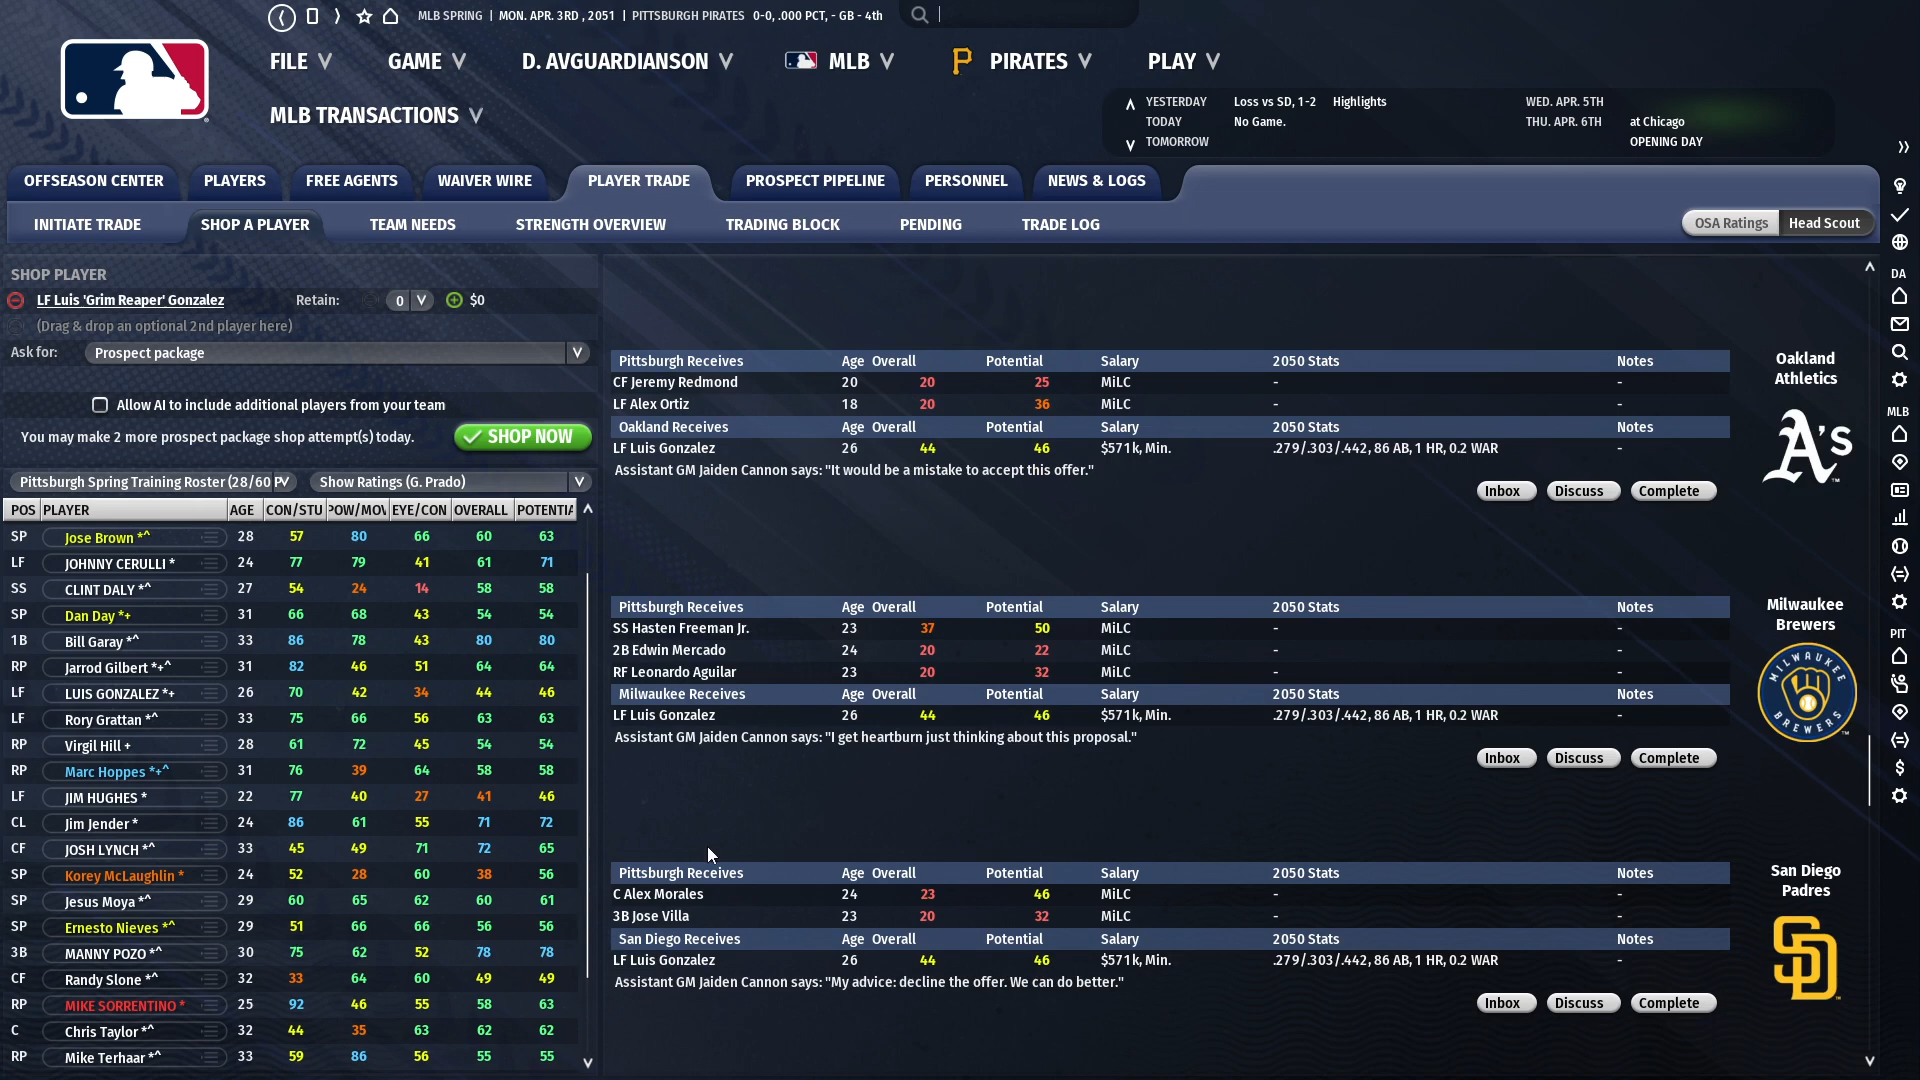 MLB SPRING | MON. APR. 3RD , 2051 | PITTSBURGH PIRATES 0-0, .000 PCT, - GB - 4th
FILE GAME D. AVGUARDIANSON MLB PIRATES PLAY
MLB TRANSACTIONS
YESTERDAY Loss vs SD, 1-2 Highlights WED. APR. 5TH
TODAY No Game. THU. APR. 6TH at Chicago
TOMORROW OPENING DAY
OFFSEASON CENTER PLAYERS FREE AGENTS WAIVER WIRE PLAYER TRADE PROSPECT PIPELINE PERSONNEL NEWS & LOGS
INITIATE TRADE SHOP A PLAYER TEAM NEEDS STRENGTH OVERVIEW TRADING BLOCK PENDING TRADE LOG OSA Ratings Head Scout
SHOP PLAYER
LF Luis 'Grim Reaper' Gonzalez Retain: 0 $0
(Drag & drop an optional 2nd player here)
Ask for: Prospect package
Allow AI to include additional players from your team
You may make 2 more prospect package shop attempt(s) today. SHOP NOW
Pittsburgh Spring Training Roster (28/60 P Show Ratings (G. Prado)
POS PLAYER AGE CON/STU POW/MOV EYE/CON OVERALL POTENTIA
SP Jose Brown *^ 28 57 80 66 60 63
LF JOHNNY CERULLI * 24 77 79 41 61 71
SS CLINT DALY *^ 27 54 24 14 58 58
SP Dan Day *+ 31 66 68 43 54 54
1B Bill Garay *^ 33 86 78 43 80 80
RP Jarrod Gilbert *+^ 31 82 46 51 64 64
LF LUIS GONZALEZ *+ 26 70 42 34 44 46
LF Rory Grattan *^ 33 75 66 56 63 63
RP Virgil Hill + 28 61 72 45 54 54
RP Marc Hoppes *+^ 31 76 39 64 58 58
LF JIM HUGHES * 22 77 40 27 41 46
CL Jim Jender * 24 86 61 55 71 72
CF JOSH LYNCH *^ 33 45 49 71 72 65
SP Korey McLaughlin * 24 52 28 60 38 56
SP Jesus Moya *^ 29 60 65 62 60 61
SP Ernesto Nieves *^ 29 51 66 66 56 56
3B MANNY POZO *^ 30 75 62 52 78 78
CF Randy Slone *^ 32 33 64 60 49 49
RP MIKE SORRENTINO * 25 92 46 55 58 63
C Chris Taylor *^ 32 44 35 63 62 62
RP Mike Terhaar *^ 33 59 86 56 55 55
Pittsburgh Receives Age Overall Potential Salary 2050 Stats Notes
CF Jeremy Redmond 20 20 25 MiLC - -
LF Alex Ortiz 18 20 36 MiLC - -
Oakland Receives Age Overall Potential Salary 2050 Stats Notes
LF Luis Gonzalez 26 44 46 $571k, Min. .279/.303/.442, 86 AB, 1 HR, 0.2 WAR -
Assistant GM Jaiden Cannon says: "It would be a mistake to accept this offer."
Inbox Discuss Complete
Oakland
Athletics
A's
Pittsburgh Receives Age Overall Potential Salary 2050 Stats Notes
SS Hasten Freeman Jr. 23 37 50 MiLC - -
2B Edwin Mercado 24 20 22 MiLC - -
RF Leonardo Aguilar 23 20 32 MiLC - -
Milwaukee Receives Age Overall Potential Salary 2050 Stats Notes
LF Luis Gonzalez 26 44 46 $571k, Min. .279/.303/.442, 86 AB, 1 HR, 0.2 WAR -
Assistant GM Jaiden Cannon says: "I get heartburn just thinking about this proposal."
Inbox Discuss Complete
Milwaukee
Brewers
MILWAUKEE
BREWERS
Pittsburgh Receives Age Overall Potential Salary 2050 Stats Notes
C Alex Morales 24 23 46 MiLC - -
3B Jose Villa 23 20 32 MiLC - -
San Diego Receives Age Overall Potential Salary 2050 Stats Notes
LF Luis Gonzalez 26 44 46 $571k, Min. .279/.303/.442, 86 AB, 1 HR, 0.2 WAR -
Assistant GM Jaiden Cannon says: "My advice: decline the offer. We can do better."
Inbox Discuss Complete
San Diego
Padres
SD
DA
MLB
PIT